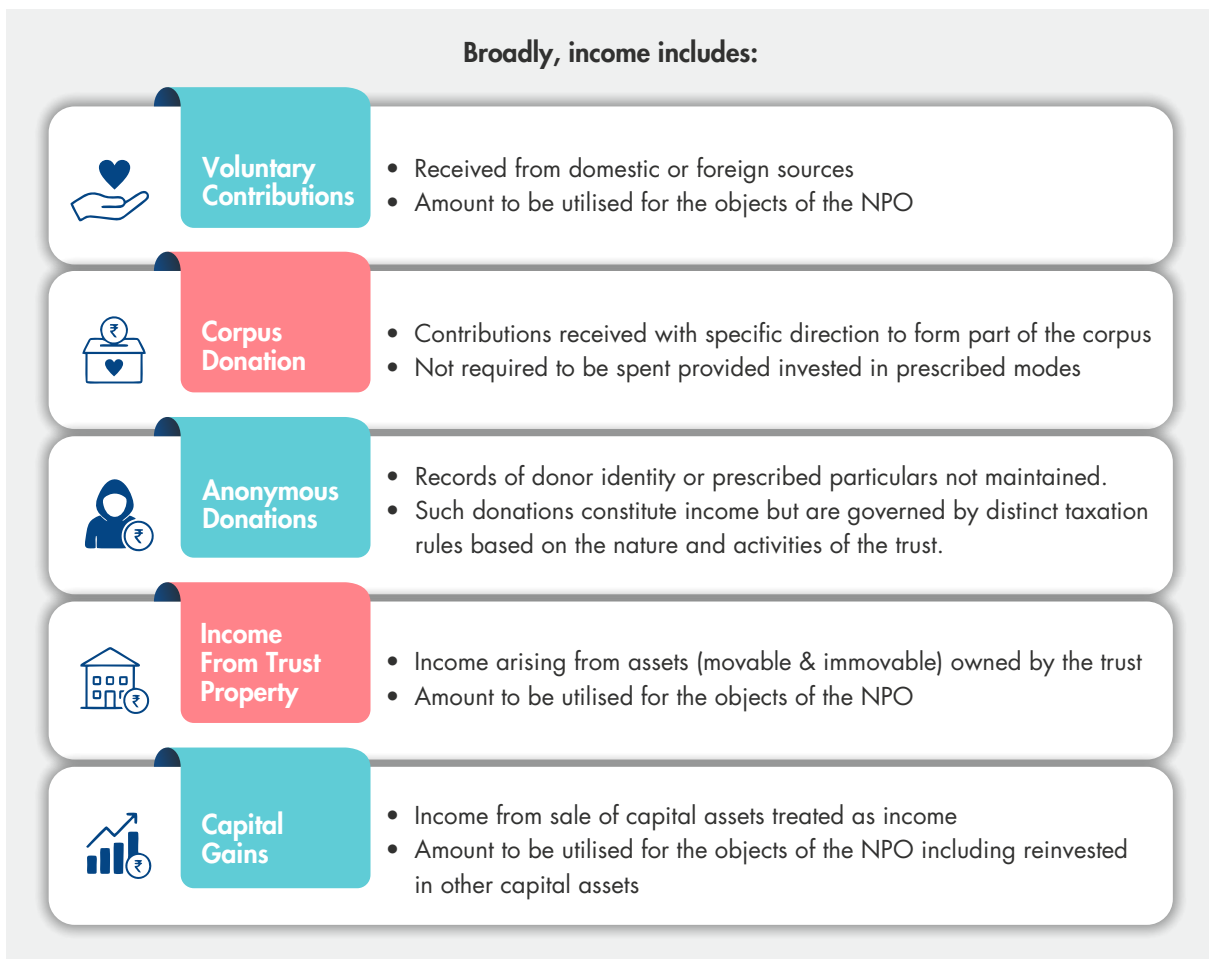 Broadly, income includes:
Voluntary
Contributions
• Received from domestic or foreign sources
• Amount to be utilised for the objects of the NPO
₹
Corpus
Donation
• Contributions received with specific direction to form part of the corpus
• Not required to be spent provided invested in prescribed modes
₹
Anonymous
Donations
• Records of donor identity or prescribed particulars not maintained.
• Such donations constitute income but are governed by distinct taxation
rules based on the nature and activities of the trust.
₹
Income
From Trust
Property
• Income arising from assets (movable & immovable) owned by the trust
• Amount to be utilised for the objects of the NPO
₹
Capital
Gains
• Income from sale of capital assets treated as income
• Amount to be utilised for the objects of the NPO including reinvested
in other capital assets